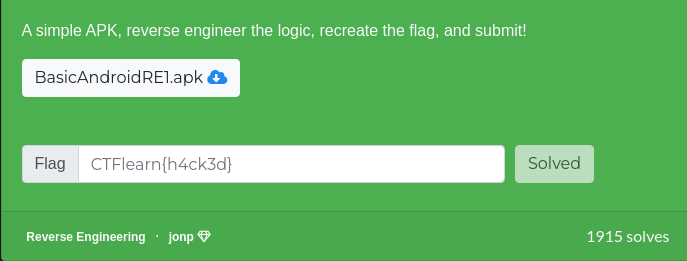 A simple APK, reverse engineer the logic, recreate the flag, and submit!
BasicAndroidRE1.apk
Flag CTFlearn{h4ck3d} Solved
Reverse Engineering · jonp 1915 solves